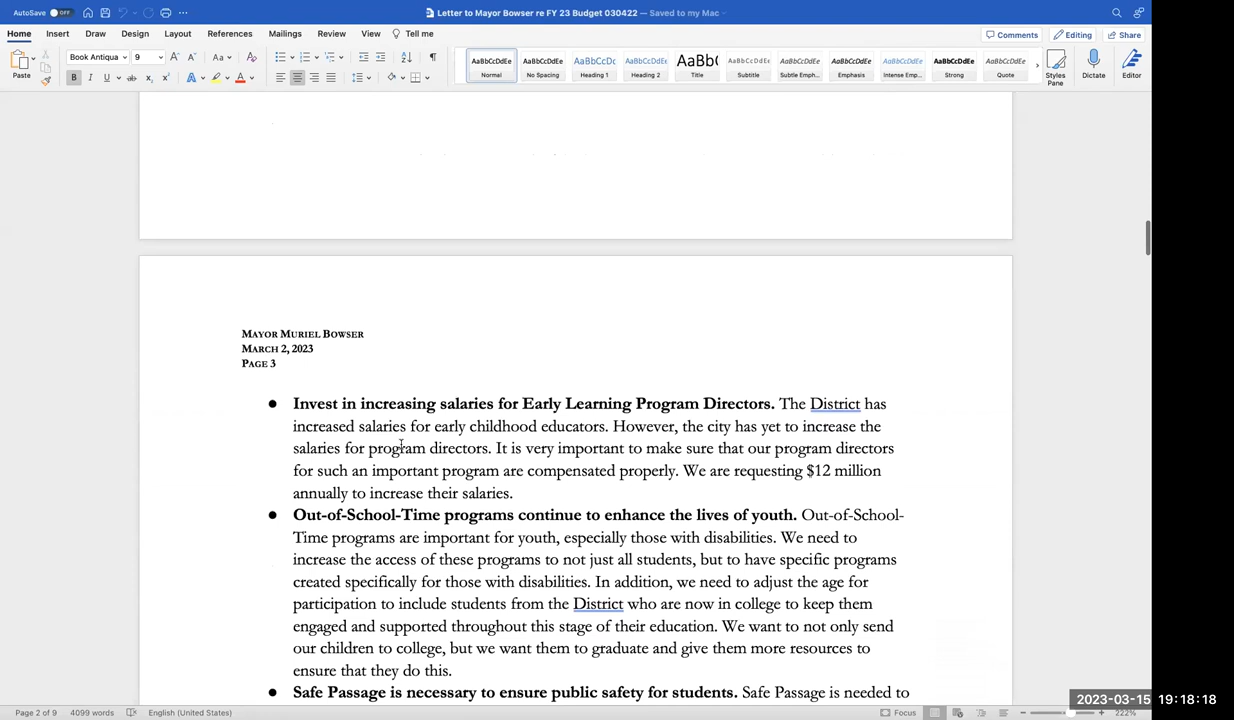 AutoSave OFF Letter to Mayor Bowser re FY 23 Budget 030422 — Saved to my Mac
Home Insert Draw Design Layout References Mailings Review View Tell me Comments Editing Share
Paste Book Antiqua 9 Aa
AaBbCcDdEe AaBbCcDdEe AaBbCcDc AaBbCcDdEe AaBb( AaBbCcDdEe AaBbCcDdEe AaBbCcDdEe AaBbCcDdEe AaBbCcDdEe AaBbCcDdEe
Normal No Spacing Heading 1 Heading 2 Title Subtitle Subtle Emph... Emphasis Intense Emp... Strong Quote Styles Pane Dictate Editor
MAYOR MURIEL BOWSER
MARCH 2, 2023
PAGE 3
● Invest in increasing salaries for Early Learning Program Directors. The District has
increased salaries for early childhood educators. However, the city has yet to increase the
salaries for program directors. It is very important to make sure that our program directors
for such an important program are compensated properly. We are requesting $12 million
annually to increase their salaries.
● Out-of-School-Time programs continue to enhance the lives of youth. Out-of-School-
Time programs are important for youth, especially those with disabilities. We need to
increase the access of these programs to not just all students, but to have specific programs
created specifically for those with disabilities. In addition, we need to adjust the age for
participation to include students from the District who are now in college to keep them
engaged and supported throughout this stage of their education. We want to not only send
our children to college, but we want them to graduate and give them more resources to
ensure that they do this.
● Safe Passage is necessary to ensure public safety for students. Safe Passage is needed to
Page 2 of 9 4099 words English (United States) Focus 222%
2023-03-15 19:18:18